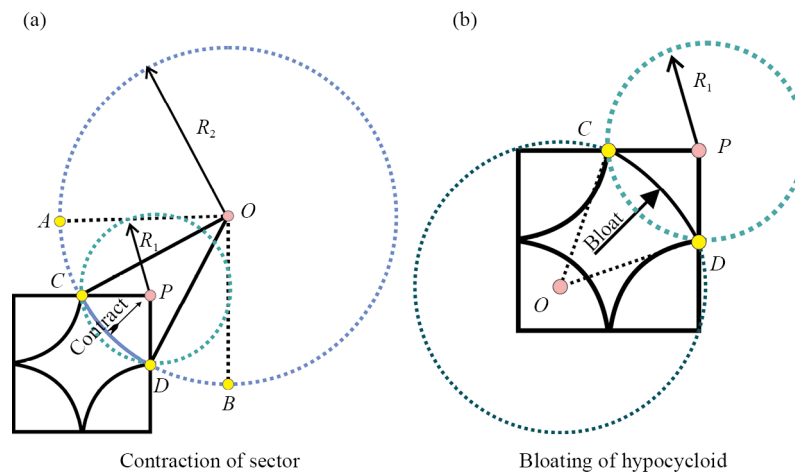 (a)
R2
A
O
R1
C
P
Contract
D
B
Contraction of sector
(b)
R1
C
P
Bloat
D
O
Bloating of hypocycloid